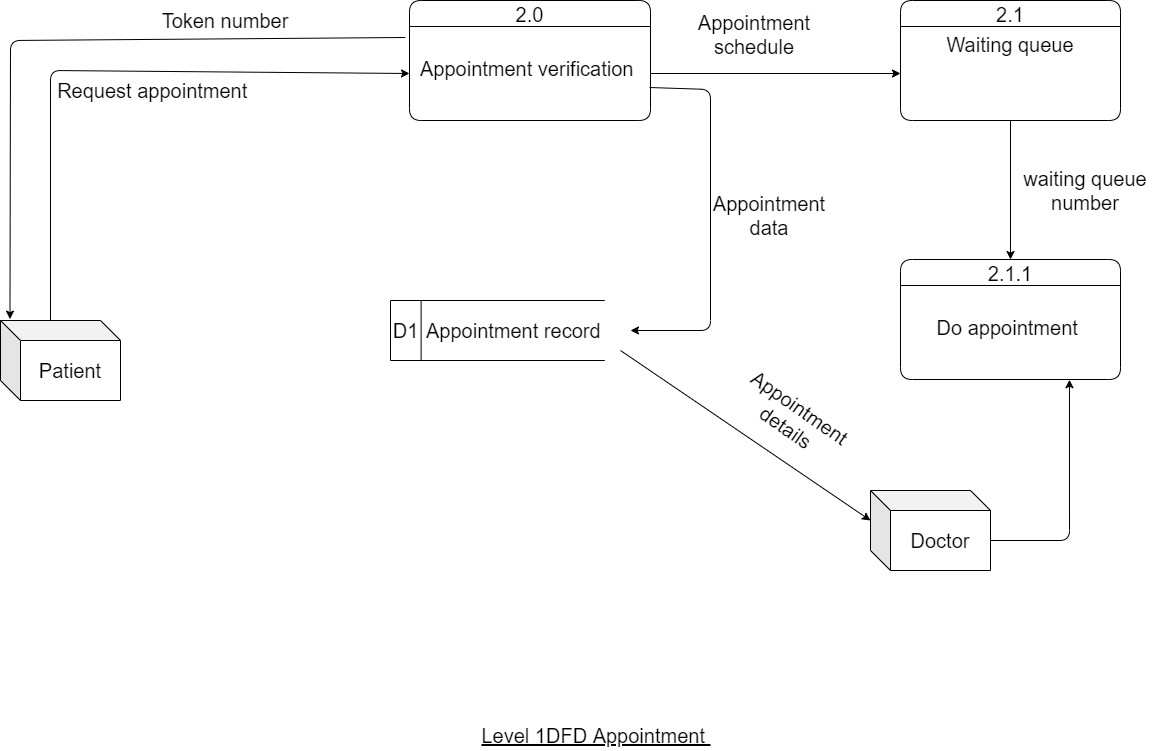 Token number
2.0
Appointment verification
Appointment
schedule
2.1
Waiting queue
Request appointment
waiting queue
number
Appointment
data
2.1.1
Do appointment
D1 Appointment record
Patient
Appointment
details
Doctor
Level 1DFD Appointment